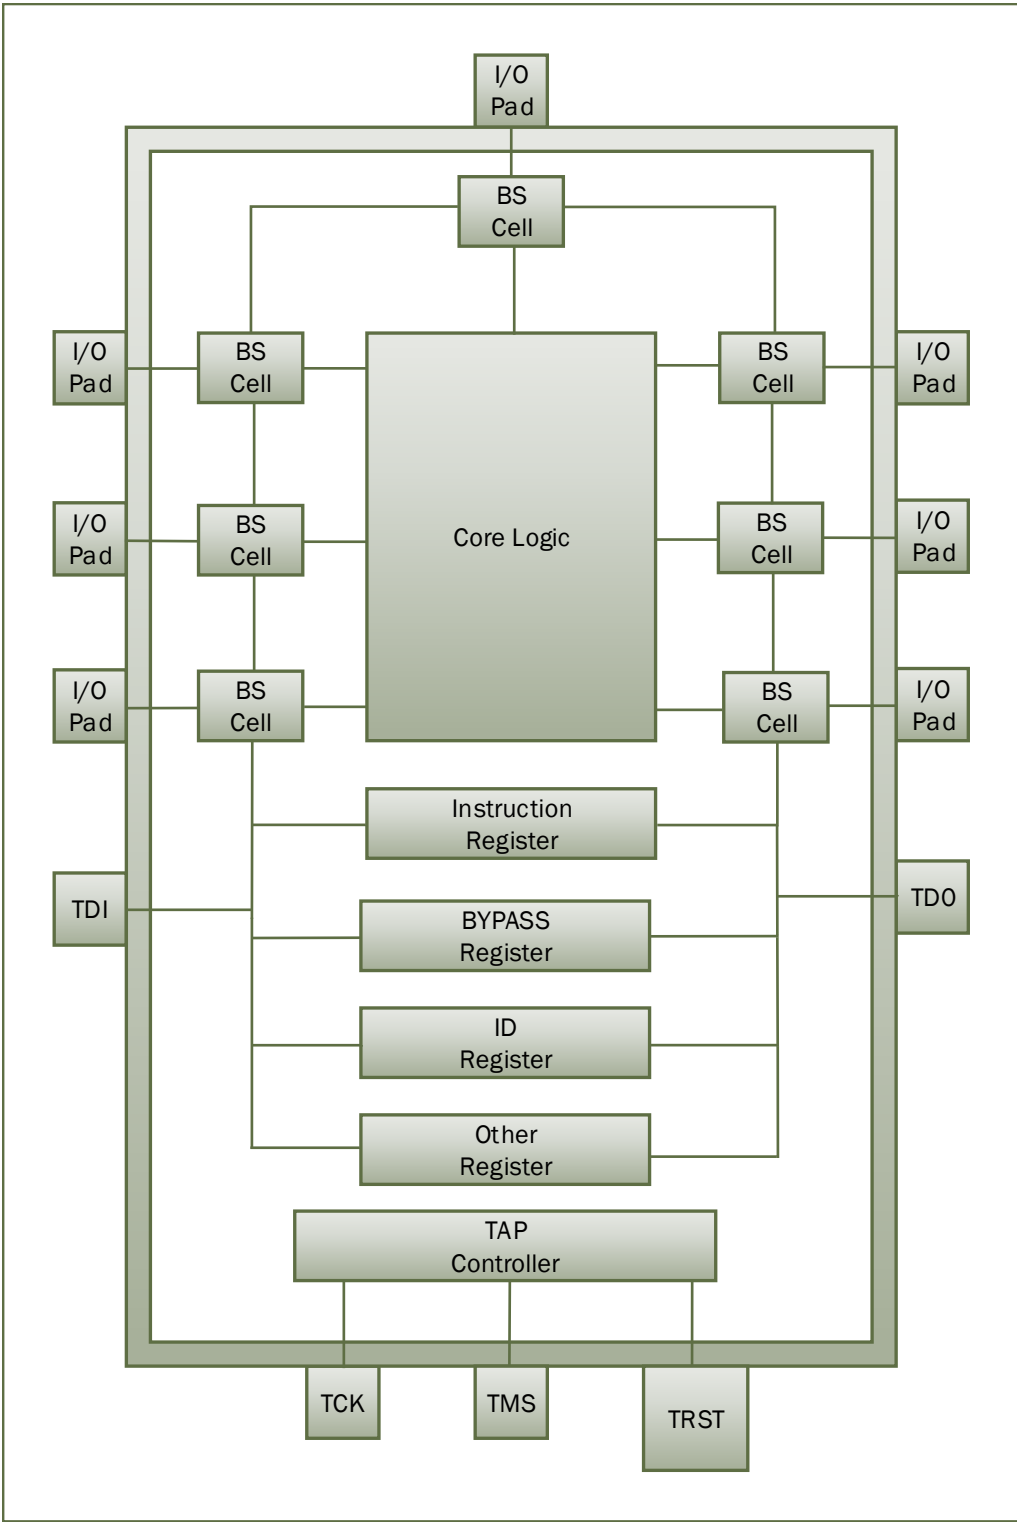 I/O
Pad
BS
Cell
I/O
Pad
BS
Cell
BS
Cell
I/O
Pad
I/O
Pad
BS
Cell
Core Logic
BS
Cell
I/O
Pad
I/O
Pad
BS
Cell
BS
Cell
I/O
Pad
Instruction
Register
TDI
BYPASS
Register
TDO
ID
Register
Other
Register
TAP
Controller
TCK
TMS
TRST